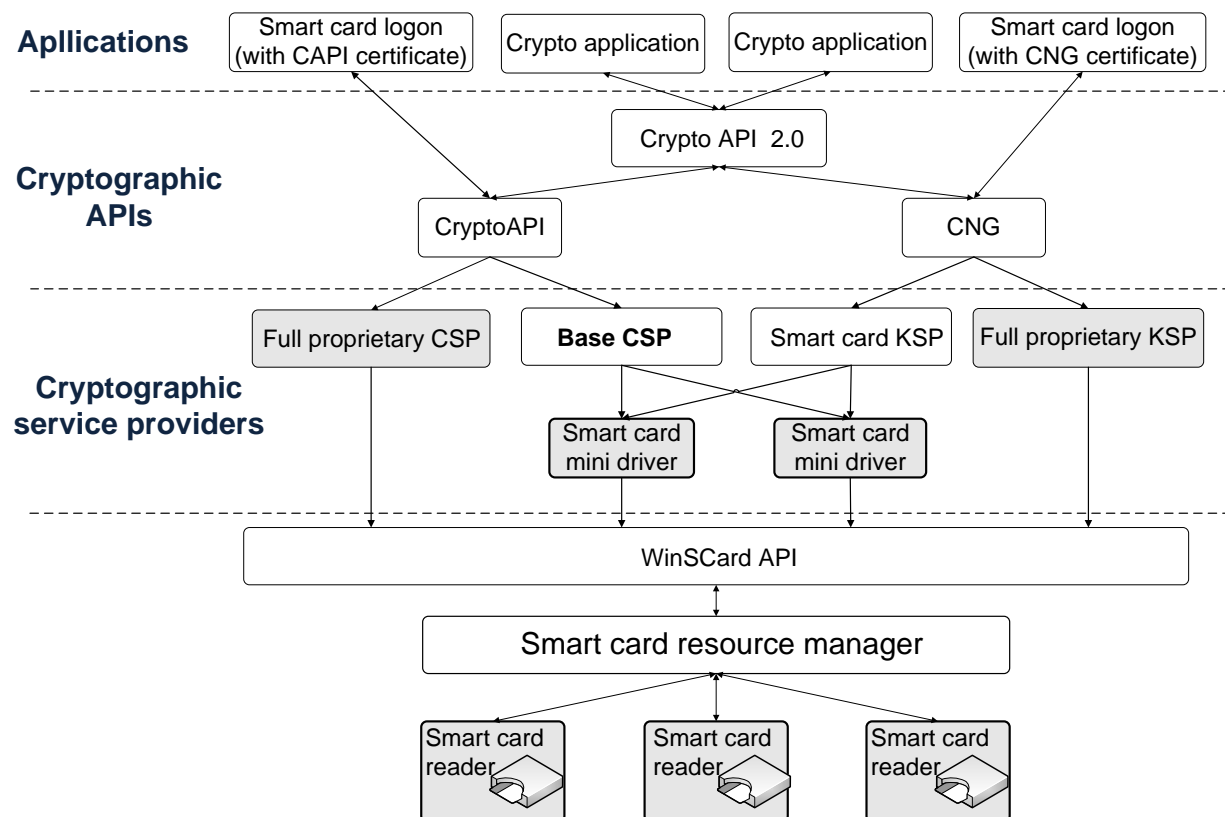 Apllications
Smart card logon
(with CAPI certificate)
Crypto application
Crypto application
Smart card logon
(with CNG certificate)
Crypto API 2.0
Cryptographic
APIs
CryptoAPI
CNG
Full proprietary CSP
Base CSP
Smart card KSP
Full proprietary KSP
Cryptographic
service providers
Smart card
mini driver
Smart card
mini driver
WinSCard API
Smart card resource manager
Smart card
reader
Smart card
reader
Smart card
reader